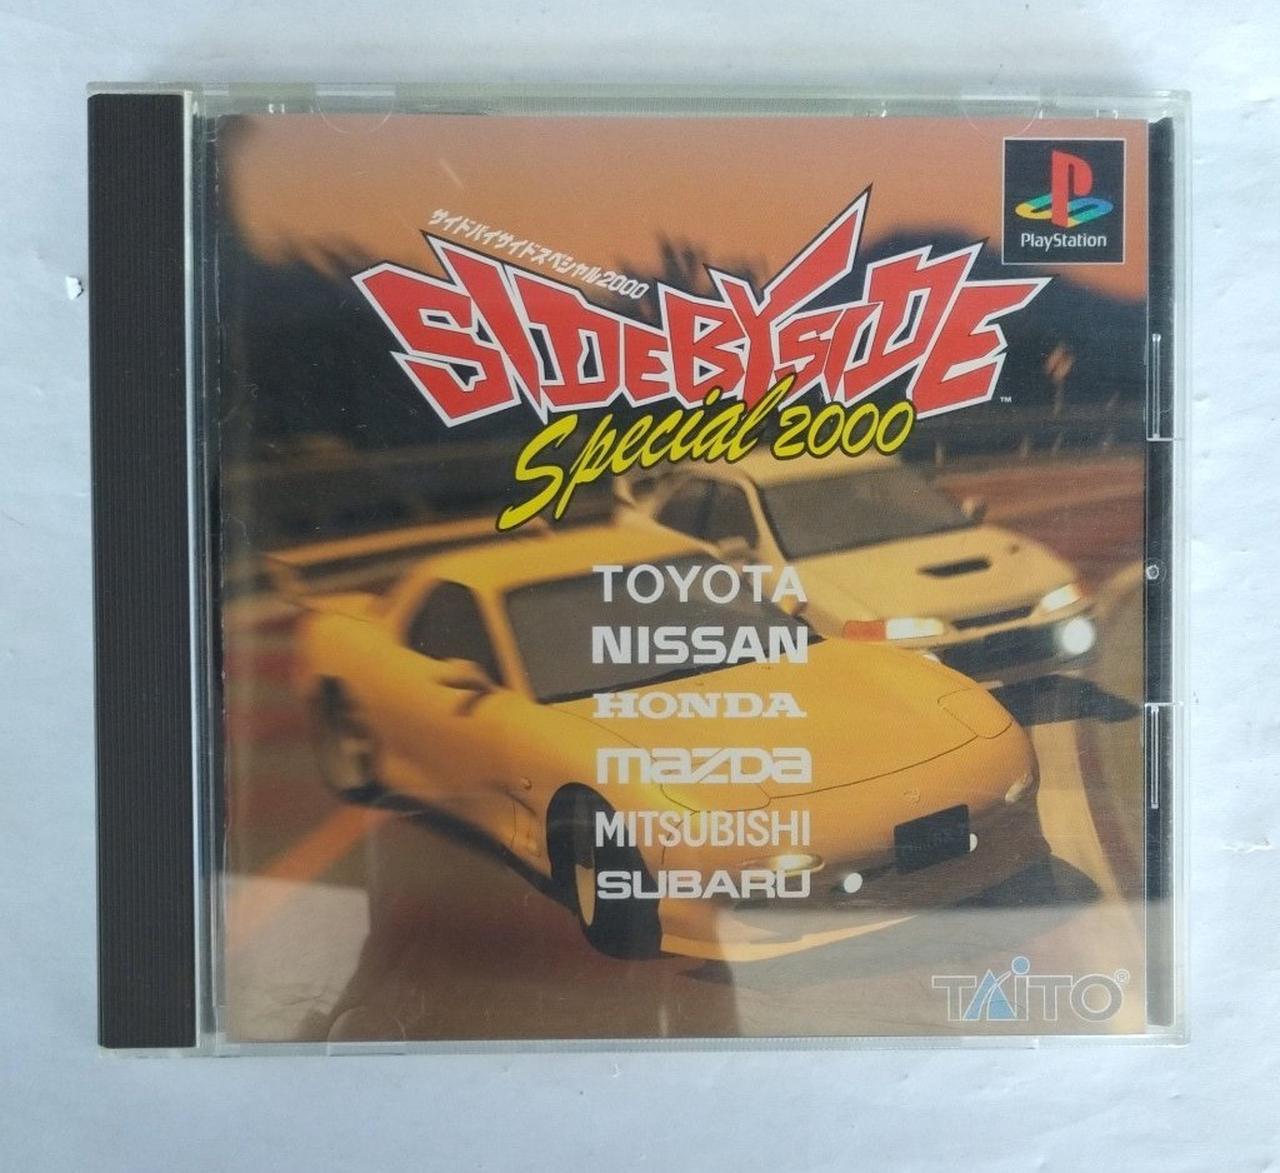 PlayStation
サイドバイサイドスペシャル2000
SIDE BY SIDE
TM
Special 2000
TOYOTA
NISSAN
HONDA
mazda
MITSUBISHI
SUBARU
TAiTO®